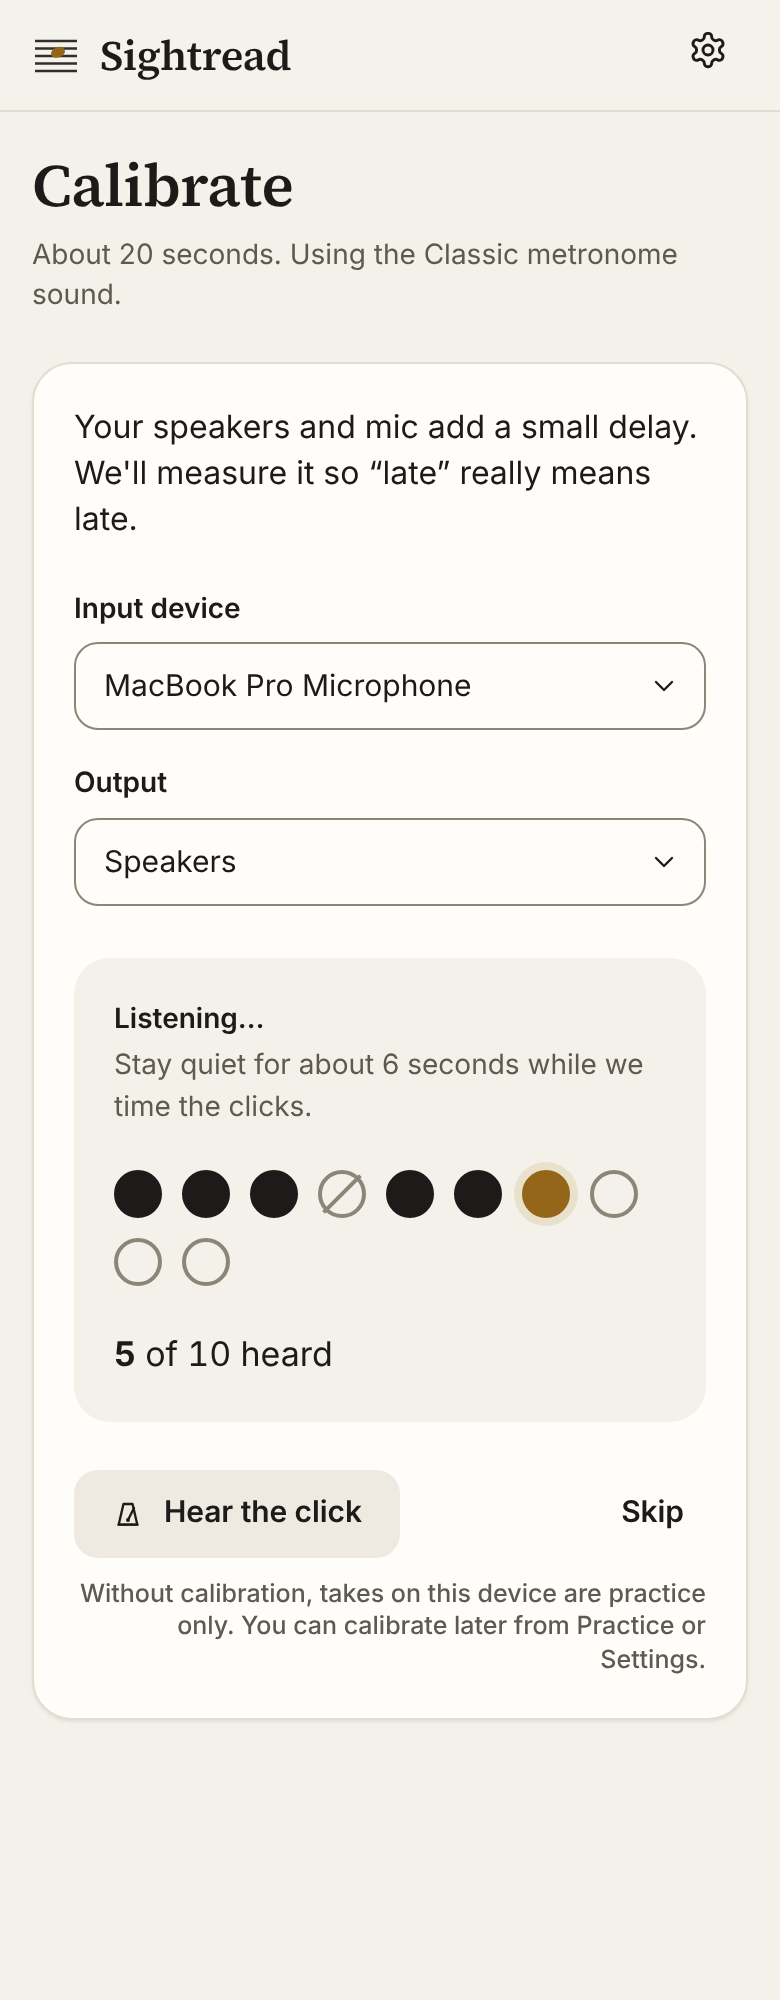 Sightread
Calibrate
About 20 seconds. Using the Classic metronome
sound.
Your speakers and mic add a small delay.
We'll measure it so “late” really means
late.
Input device
MacBook Pro Microphone
Output
Speakers
Listening...
Stay quiet for about 6 seconds while we
time the clicks.
5 of 10 heard
Hear the click
Skip
Without calibration, takes on this device are practice
only. You can calibrate later from Practice or
Settings.